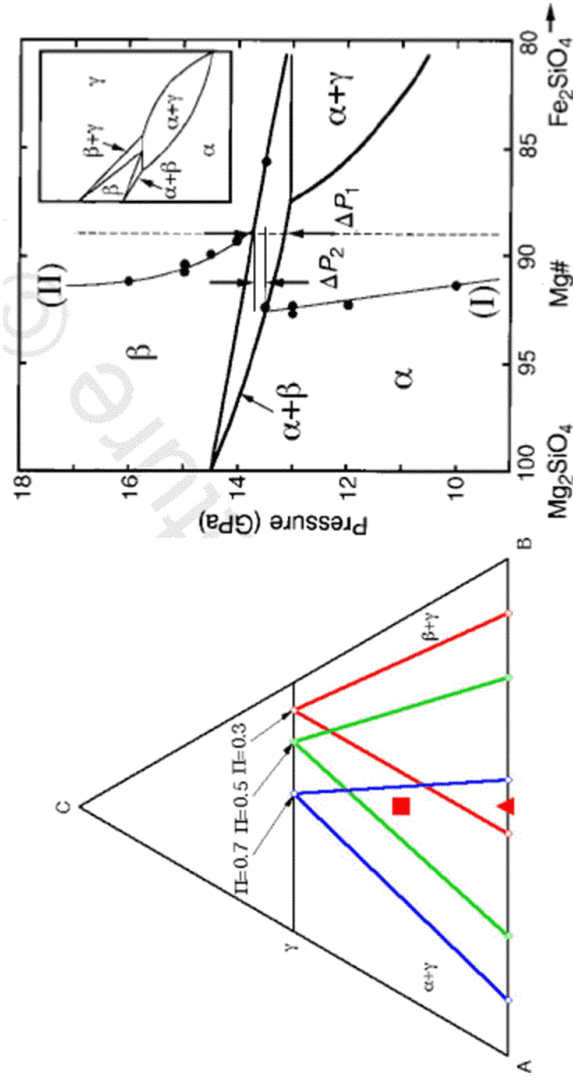 C
Π=0.7 Π=0.5 Π=0.3
γ
α+γ
β+γ
A
B
18
16
14
12
10
Pressure (GPa)
100
95
90
85
80
Mg₂SiO₄
Mg#
Fe₂SiO₄
(II)
(I)
β
α+β
α
α+γ
ΔP₁
ΔP₂
β+γ
γ
β
α+γ
α+β
α
©
ture